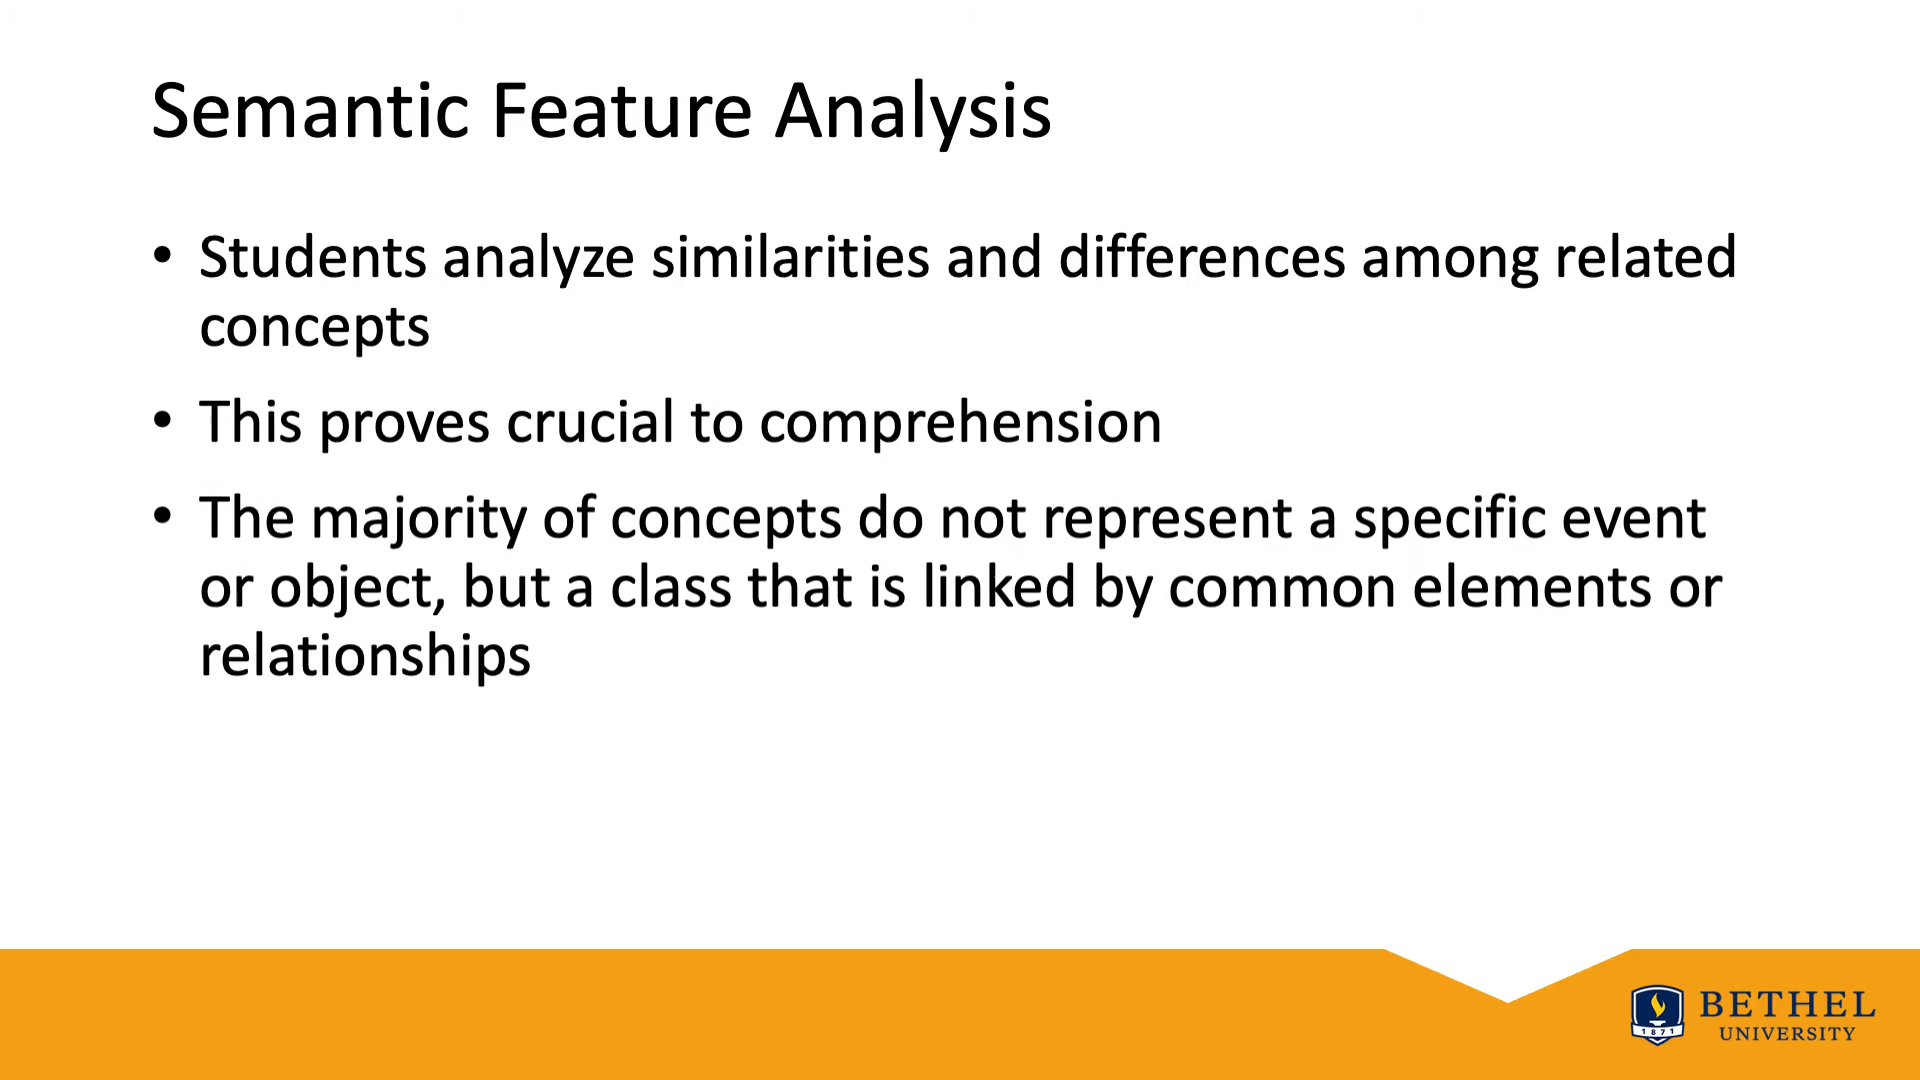 Semantic Feature Analysis
• Students analyze similarities and differences among related
concepts
• This proves crucial to comprehension
• The majority of concepts do not represent a specific event
or object, but a class that is linked by common elements or
relationships
1871
BETHEL
UNIVERSITY